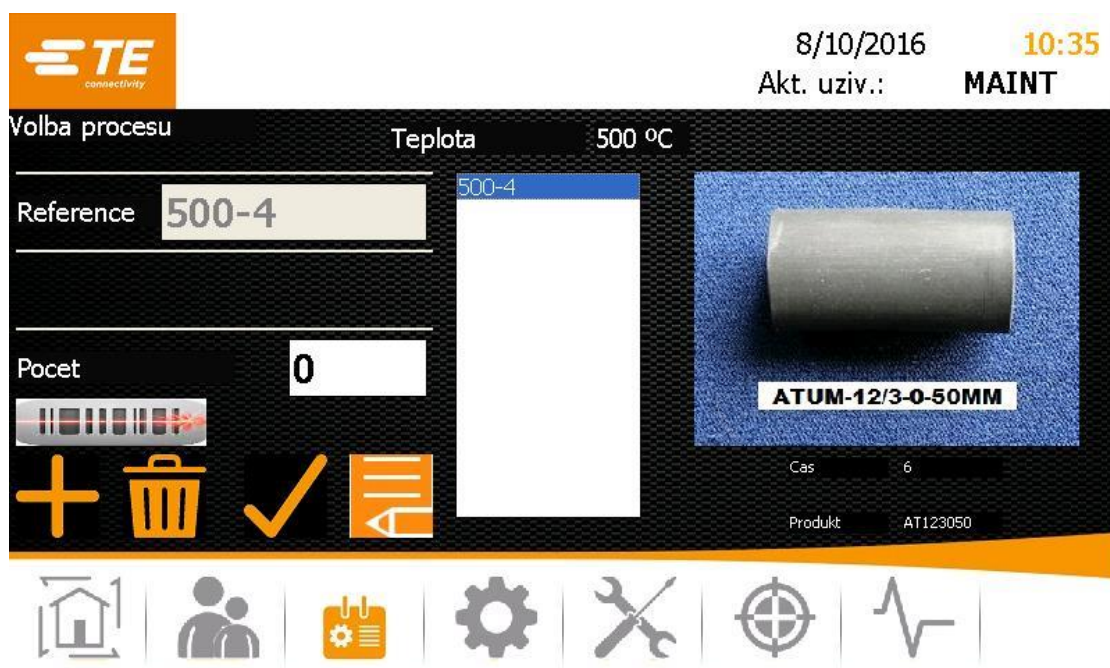 TE
connectivity
8/10/2016 10:35
Akt. uziv.: MAINT
Volba procesu
Teplota 500 ºC
500-4
Reference 500-4
Pocet 0
ATUM-12/3-0-50MM
Cas 6
Produkt AT123050